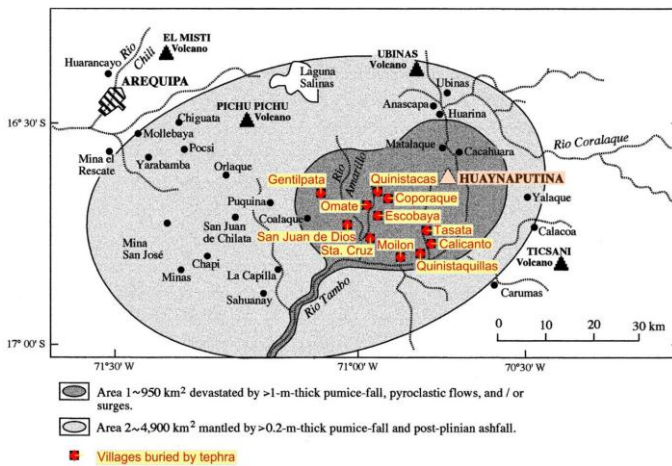 EL MISTI
Volcano
Rio
Chili
Huarancayo
AREQUIPA
UBINAS
Volcano
Ubinas
Laguna
Salinas
PICHU PICHU
Volcano
Anascapa
Huarina
16°30'S
Chiguata
Mollebaya
Pocsi
Mina el
Rescate
Yarabamba
Orlaque
Matalaque
Cacahuara
Rio Coralaque
Rio
Amarillo
Gentilpata
Quinistacas
HUAYNAPUTINA
Omate
Coporaque
Yalaque
Puquina
Coalaque
Escobaya
San Juan
de Chilata
San Juan de Dios
Tasata
Calacoa
Sta. Cruz
Moilon
Calicanto
TICSANI
Volcano
Mina
San José
Chapi
Minas
La Capilla
Quinistaquillas
Sahuanay
Rio Tambo
Carumas
0 10 20 30 km
17°00'S
71°30'W
71°00'W
70°30'W
Area 1~950 km² devastated by >1-m-thick pumice-fall, pyroclastic flows, and / or
surges.
Area 2~4,900 km² mantled by >0.2-m-thick pumice-fall and post-plinian ashfall.
Villages buried by tephra